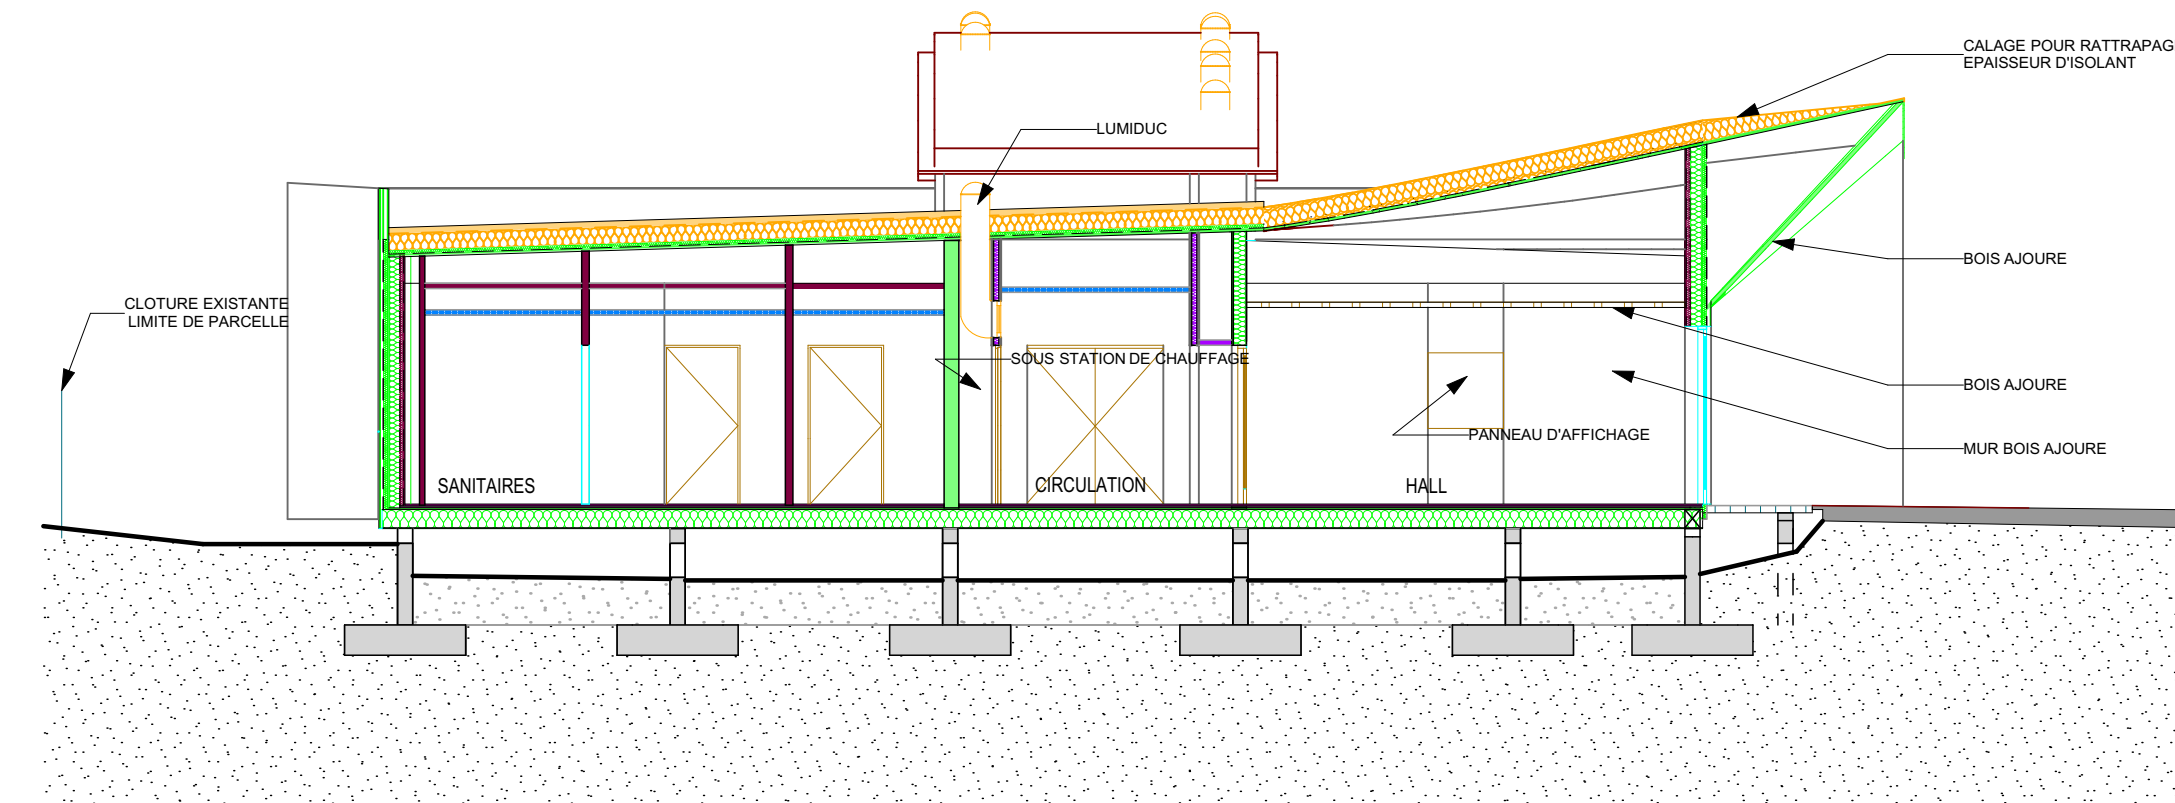 CALAGE POUR RATTRAPAG
EPAISSEUR D'ISOLANT
LUMIDUC
BOIS AJOURE
CLOTURE EXISTANTE
LIMITE DE PARCELLE
SOUS STATION DE CHAUFFAGE
BOIS AJOURE
PANNEAU D'AFFICHAGE
MUR BOIS AJOURE
SANITAIRES
CIRCULATION
HALL